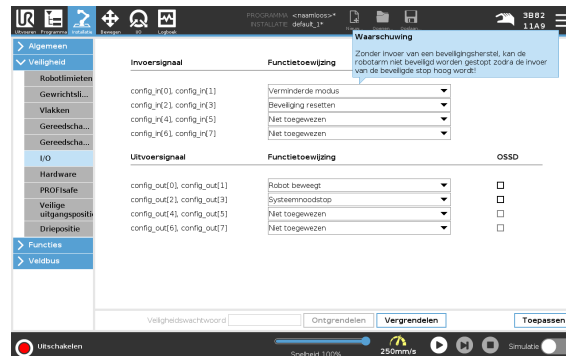 PROGRAMMA <naamloos>*
INSTALLATIE default_1*
3B82
11A9
Uitvoeren Programma Installatie Bewegen I/O Logboek
Waarschuwing
Zonder invoer van een beveiligingsherstel, kan de
robotarm niet beveiligd worden gestopt zodra de invoer
van de beveiligde stop hoog wordt!
Algemeen
Veiligheid
Robotlimieten
Gewrichtsli...
Vlakken
Gereedscha...
Gereedscha...
I/O
Hardware
PROFIsafe
Veilige
uitgangspositi
Driepositie
Functies
Veldbus
Invoersignaal Functietoewijzing
config_in[0], config_in[1] Verminderde modus
config_in[2], config_in[3] Beveiliging resetten
config_in[4], config_in[5] Niet toegewezen
config_in[6], config_in[7] Niet toegewezen
Uitvoersignaal Functietoewijzing OSSD
config_out[0], config_out[1] Robot beweegt
config_out[2], config_out[3] Systeemnoodstop
config_out[4], config_out[5] Niet toegewezen
config_out[6], config_out[7] Niet toegewezen
Veiligheidswachtwoord Ontgrendelen Vergrendelen Toepassen
Uitschakelen
Snelheid 100%
250mm/s
Simulatie